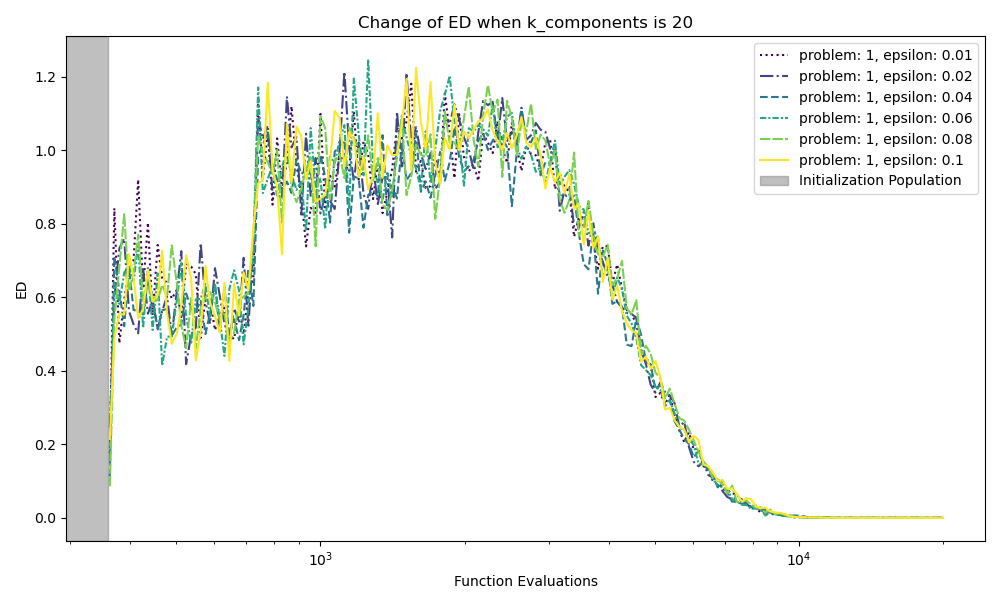 Change of ED when k_components is 20
problem: 1, epsilon: 0.01
problem: 1, epsilon: 0.02
problem: 1, epsilon: 0.04
problem: 1, epsilon: 0.06
problem: 1, epsilon: 0.08
problem: 1, epsilon: 0.1
Initialization Population
ED
1.2
1.0
0.8
0.6
0.4
0.2
0.0
10³ 10⁴
Function Evaluations